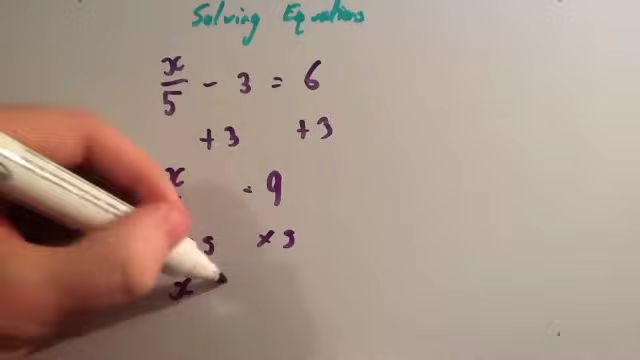 Solving Equations
x/5 - 3 = 6
+3 +3
x = 9
5 × 5
x